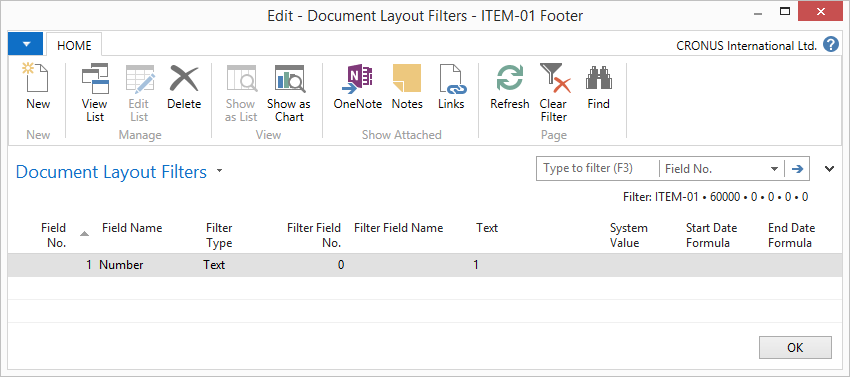 Edit - Document Layout Filters - ITEM-01 Footer
HOME
CRONUS International Ltd.
New
View List
Edit List
Delete
Show as List
Show as Chart
OneNote
Notes
Links
Refresh
Clear Filter
Find
New
Manage
View
Show Attached
Page
Document Layout Filters
Type to filter (F3)
Field No.
Filter: ITEM-01 • 60000 • 0 • 0 • 0 • 0
Field No.
Field Name
Filter Type
Filter Field No.
Filter Field Name
Text
System Value
Start Date Formula
End Date Formula
1 Number Text 0 1
OK